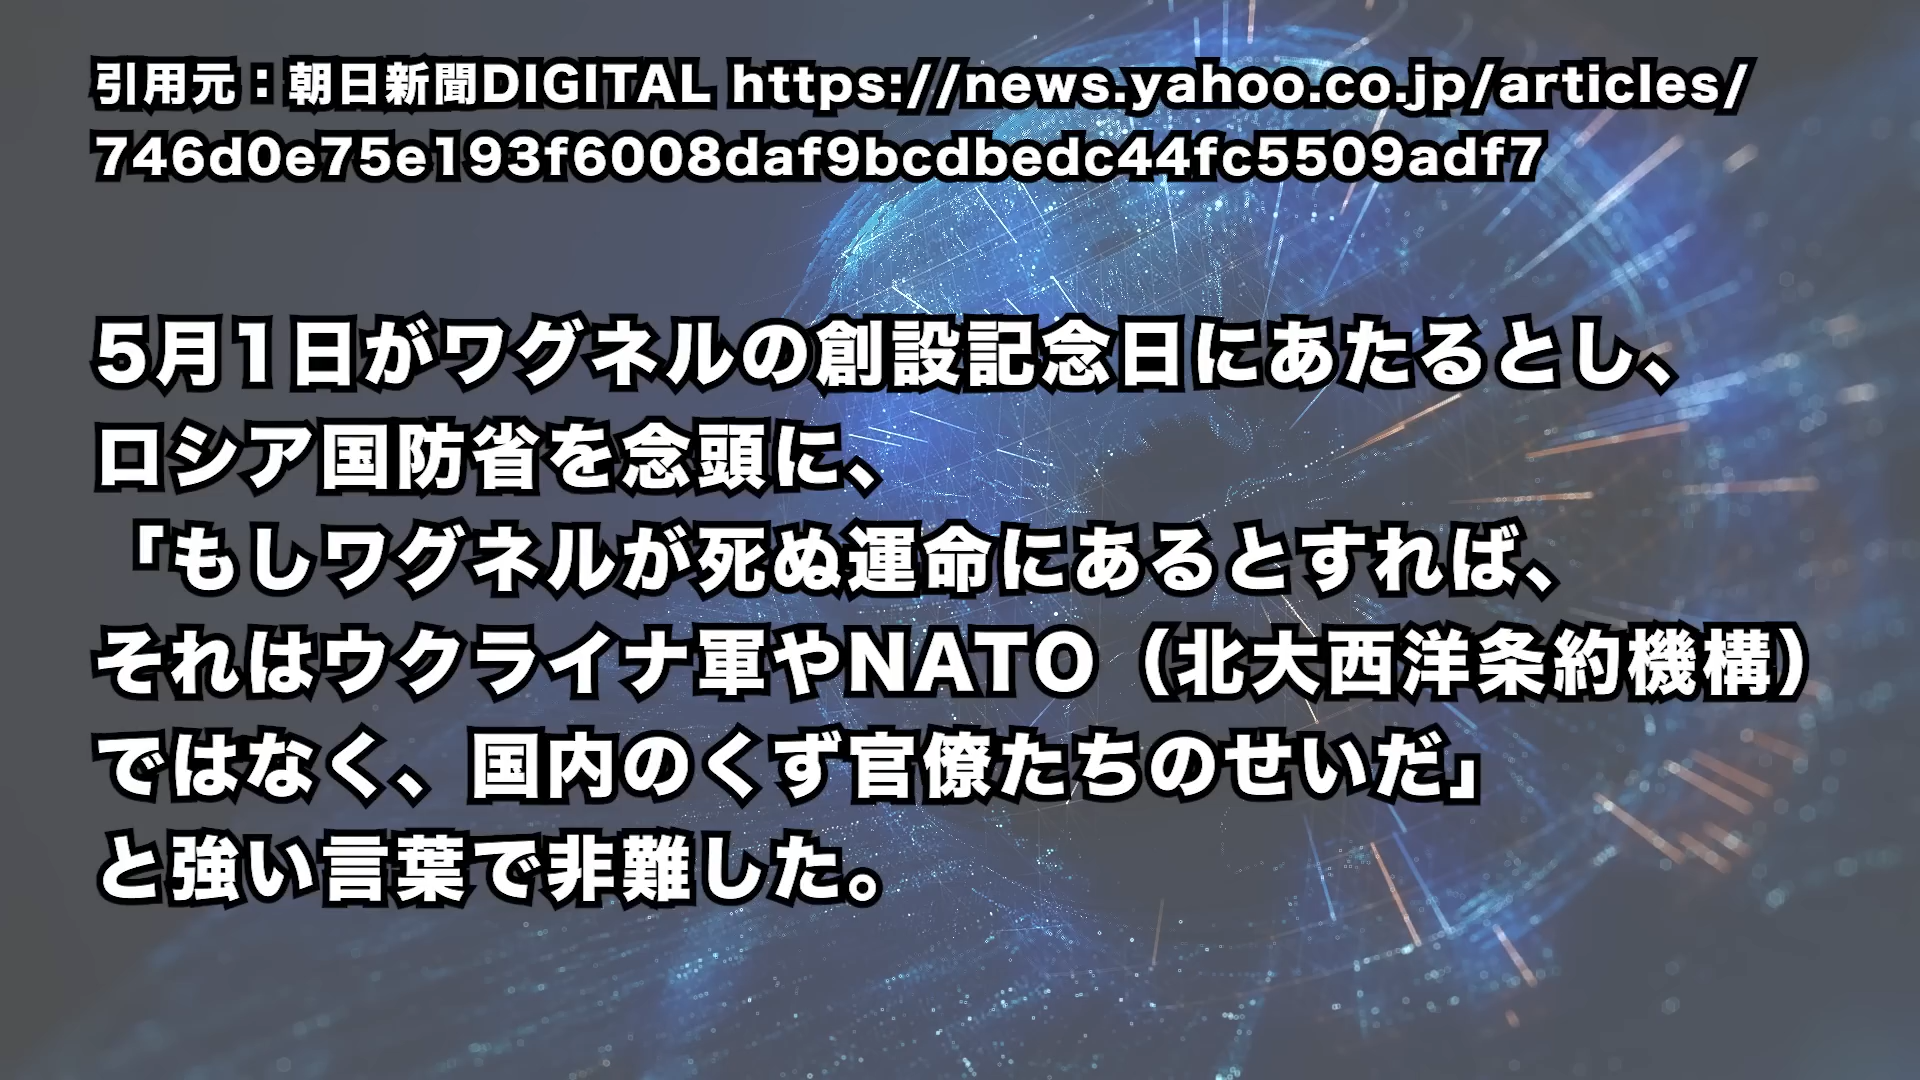 引用元：朝日新聞DIGITAL https://news.yahoo.co.jp/articles/
746d0e75e193f6008daf9bcdbedc44fc5509adf7
5月1日がワグネルの創設記念日にあたるとし、
ロシア国防省を念頭に、
「もしワグネルが死ぬ運命にあるとすれば、
それはウクライナ軍やNATO（北大西洋条約機構）
ではなく、国内のくず官僚たちのせいだ」
と強い言葉で非難した。